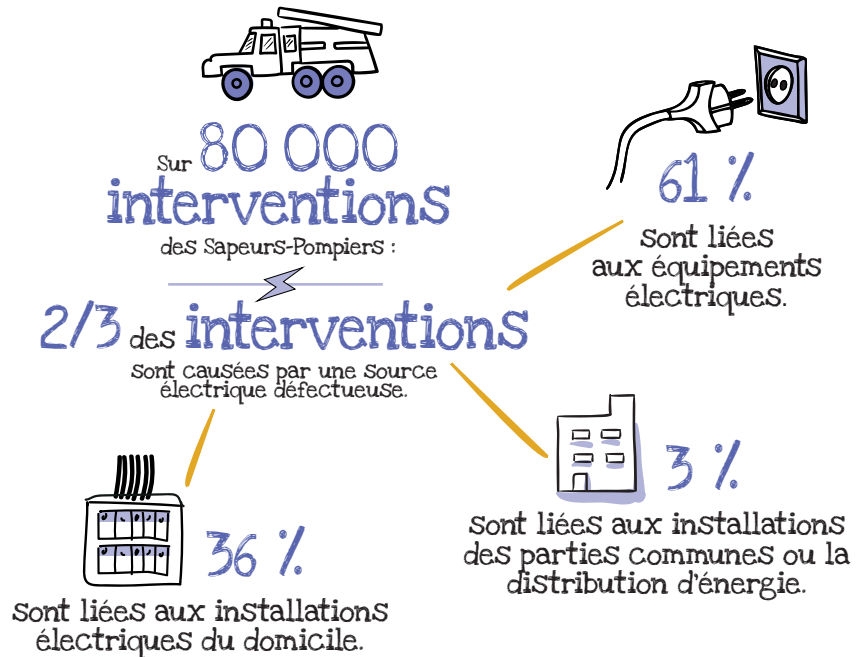 Sur 80 000
interventions
des Sapeurs-Pompiers :
2/3 des interventions
sont causées par une source
électrique défectueuse.
61 %
sont liées
aux équipements
électriques.
3 %
sont liées aux installations
des parties communes ou la
distribution d'énergie.
36 %
sont liées aux installations
électriques du domicile.